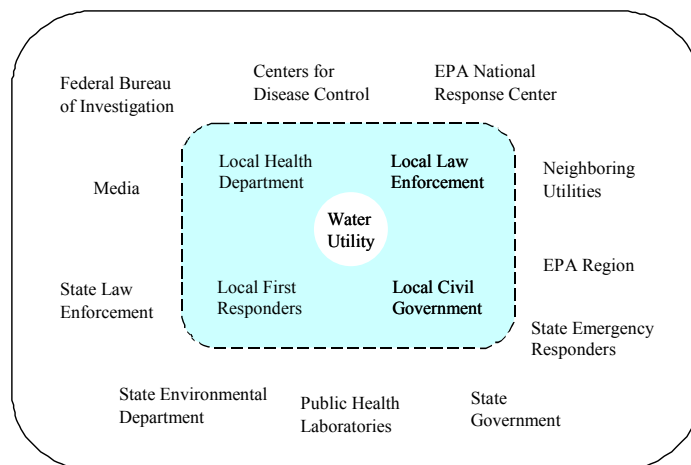 Federal Bureau
of Investigation
Centers for
Disease Control
EPA National
Response Center
Local Health
Department
Local Law
Enforcement
Neighboring
Utilities
Media
Water
Utility
EPA Region
State Law
Enforcement
Local First
Responders
Local Civil
Government
State Emergency
Responders
State Environmental
Department
Public Health
Laboratories
State
Government